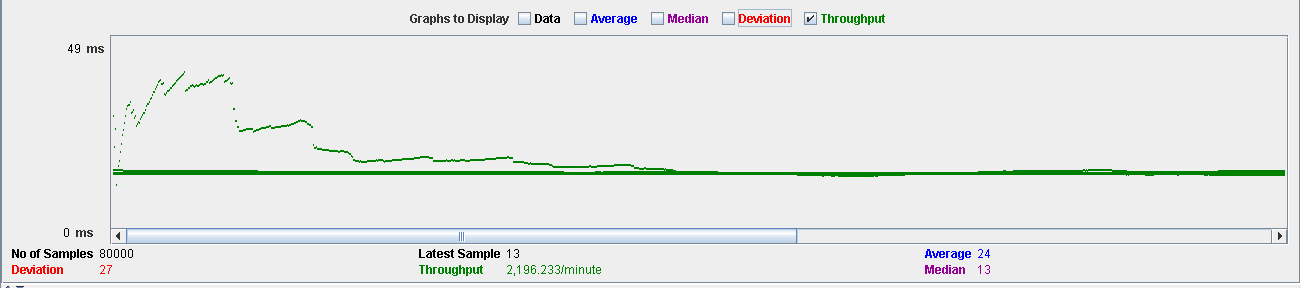 Graphs to Display Data Average Median Deviation Throughput
49 ms
0 ms
No of Samples 80000 Latest Sample 13 Average 24
Deviation 27 Throughput 2,196.233/minute Median 13